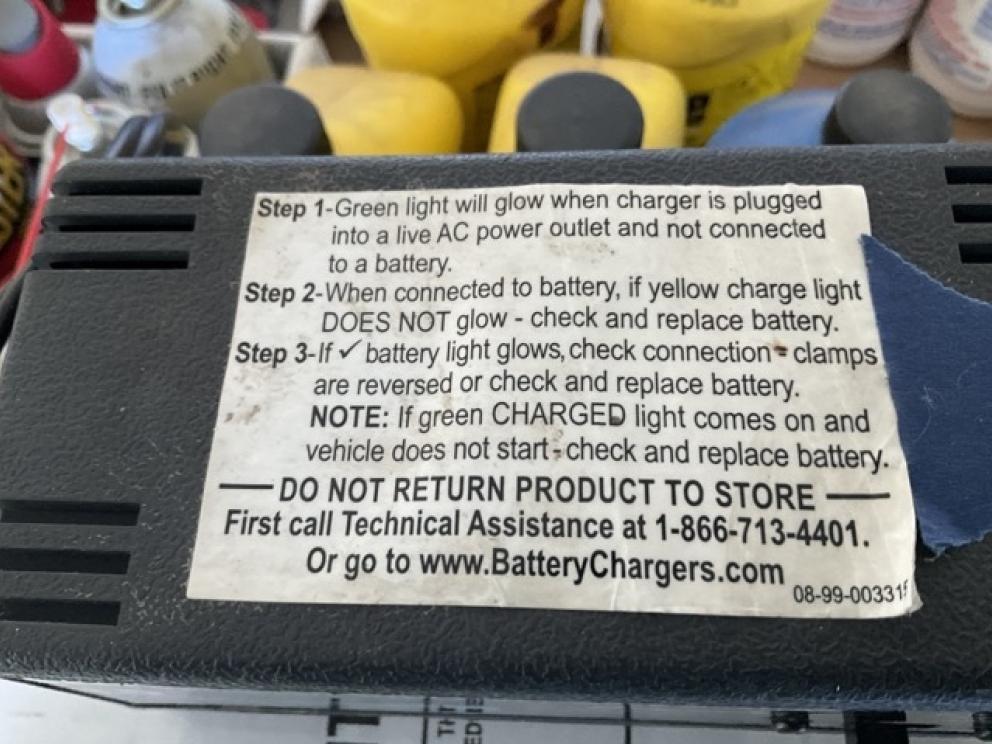 Step 1-Green light will glow when charger is plugged
into a live AC power outlet and not connected
to a battery.
Step 2-When connected to battery, if yellow charge light
DOES NOT glow - check and replace battery.
Step 3-If ✓ battery light glows, check connection - clamps
are reversed or check and replace battery.
NOTE: If green CHARGED light comes on and
vehicle does not start - check and replace battery.
DO NOT RETURN PRODUCT TO STORE
First call Technical Assistance at 1-866-713-4401.
Or go to www.BatteryChargers.com